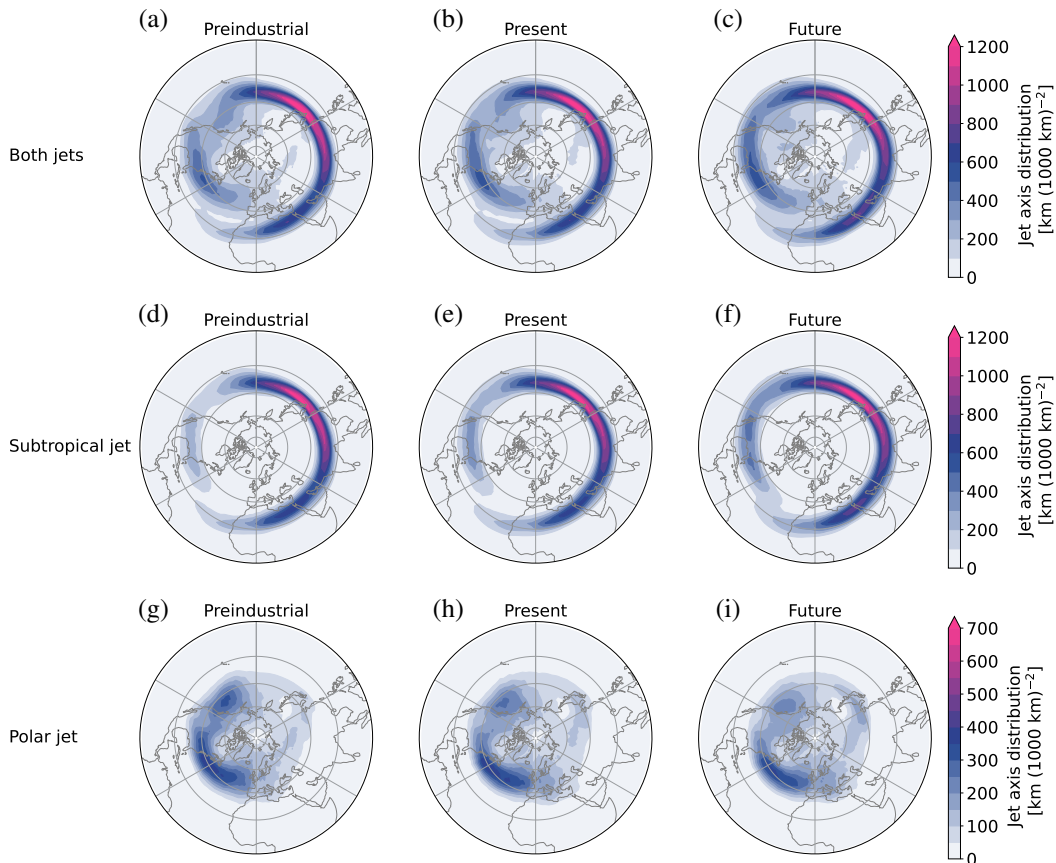 (a) (b) (c)
Preindustrial Present Future
Both jets
1200
1000
800
600
400
200
0
Jet axis distribution
[km (1000 km)⁻²]
(d) (e) (f)
Preindustrial Present Future
Subtropical jet
1200
1000
800
600
400
200
0
Jet axis distribution
[km (1000 km)⁻²]
(g) (h) (i)
Preindustrial Present Future
Polar jet
700
600
500
400
300
200
100
0
Jet axis distribution
[km (1000 km)⁻²]